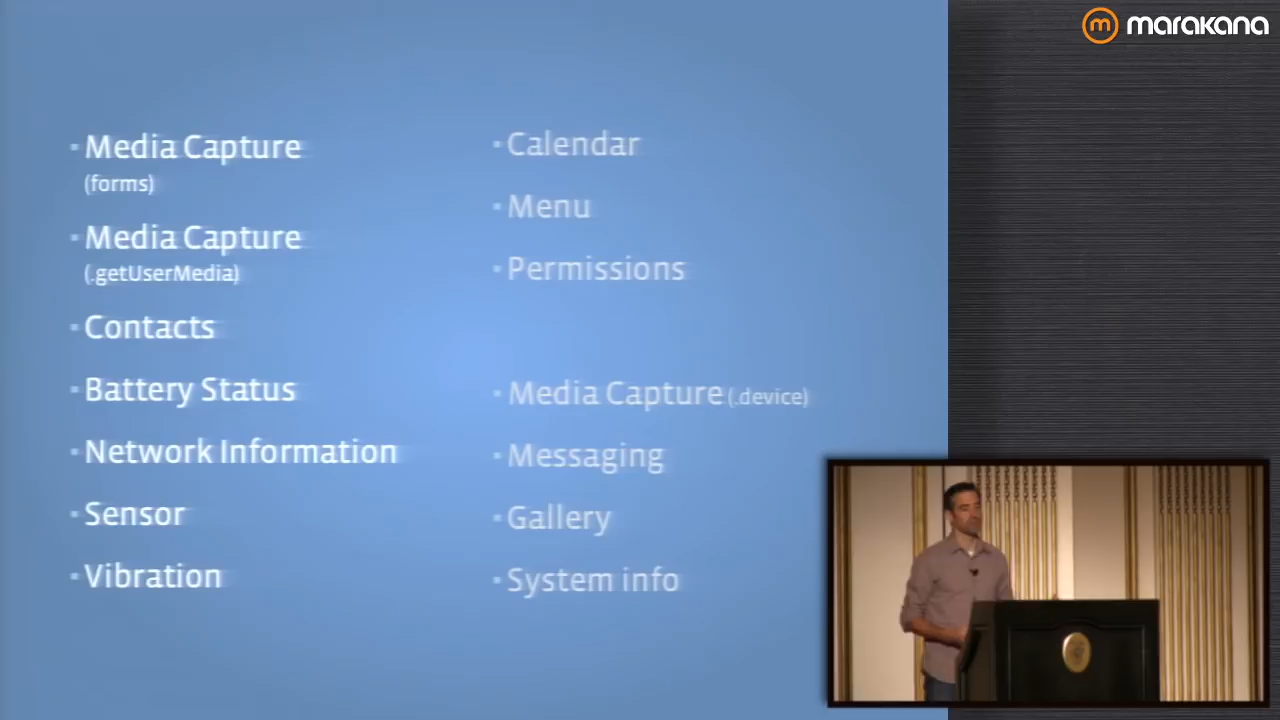 marakana
Media Capture
(forms)
Media Capture
(.getUserMedia)
Contacts
Battery Status
Network Information
Sensor
Vibration
Calendar
Menu
Permissions
Media Capture (.device)
Messaging
Gallery
System info